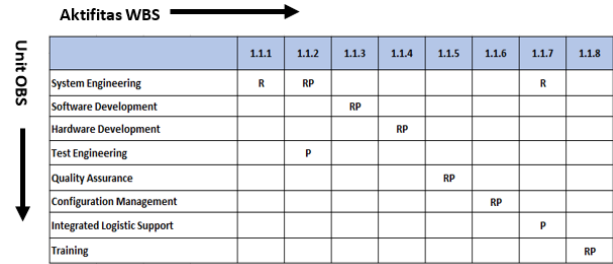 Aktifitas WBS
Unit OBS
1.1.1 1.1.2 1.1.3 1.1.4 1.1.5 1.1.6 1.1.7 1.1.8
System Engineering R RP R
Software Development RP
Hardware Development RP
Test Engineering P
Quality Assurance RP
Configuration Management RP
Integrated Logistic Support P
Training RP